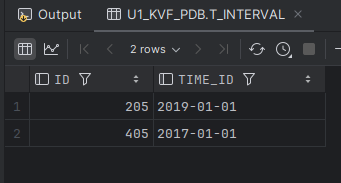 Output U1_KVF_PDB.T_INTERVAL
2 rows
ID TIME_ID
1 205 2019-01-01
2 405 2017-01-01